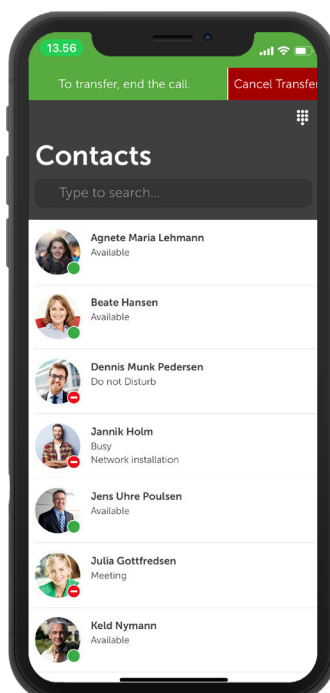 13.56
To transfer, end the call.
Cancel Transfer
Contacts
Type to search...
Agnete Maria Lehmann
Available
Beate Hansen
Available
Dennis Munk Pedersen
Do not Disturb
Jannik Holm
Busy
Network installation
Jens Uhre Poulsen
Available
Julia Gottfredsen
Meeting
Keld Nymann
Available